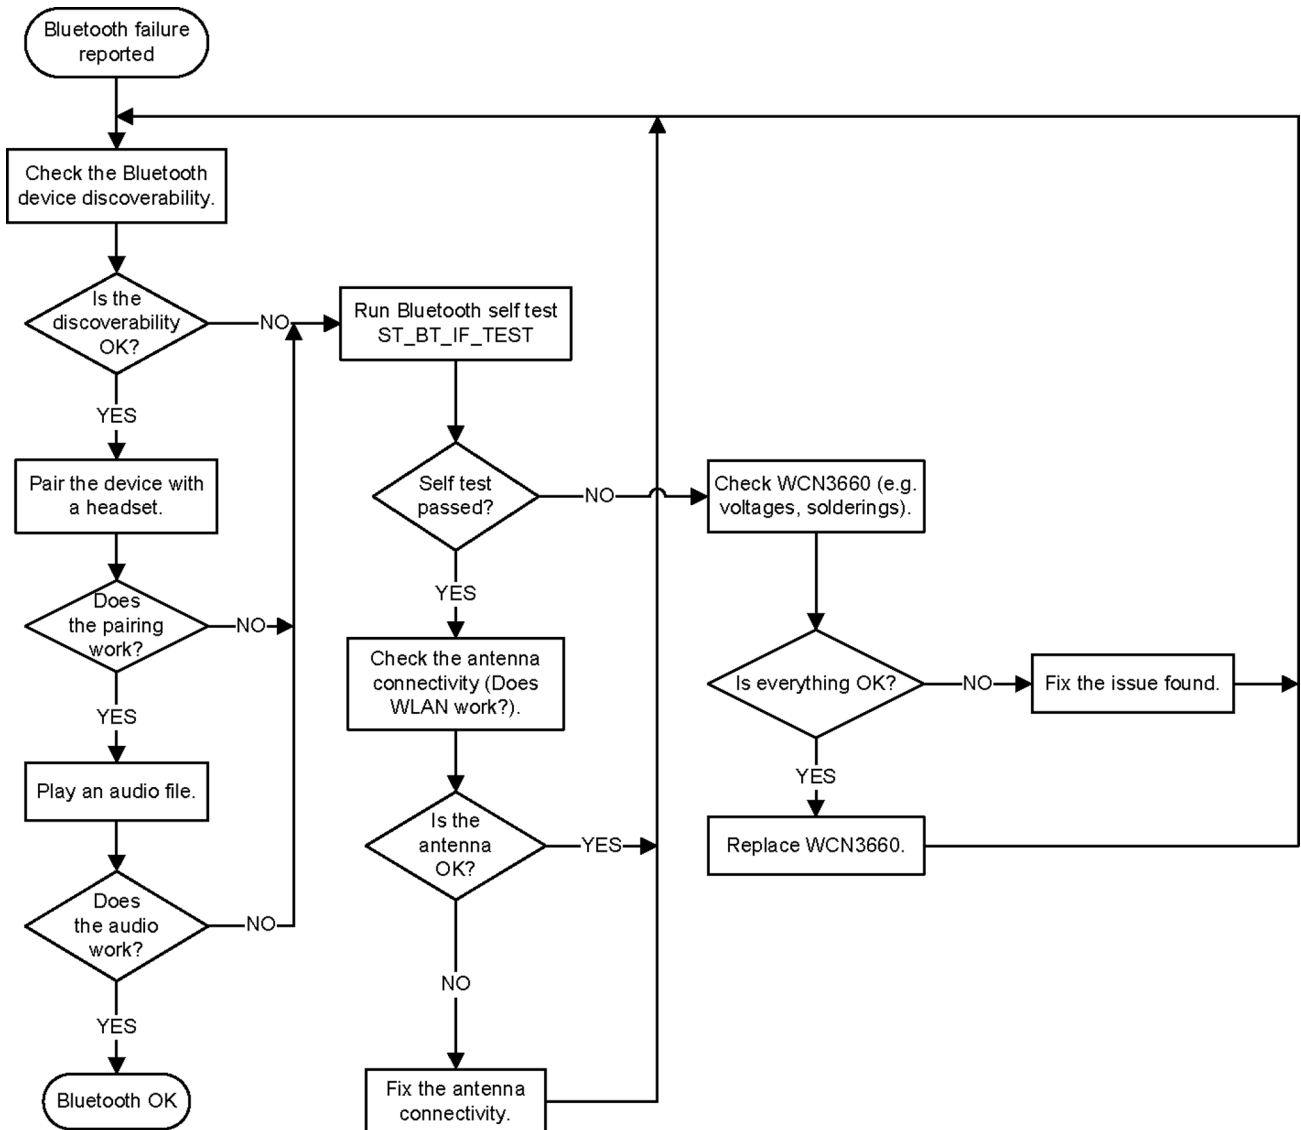 Bluetooth failure
reported
Check the Bluetooth
device discoverability.
Is the
discoverability
OK?
NO
Run Bluetooth self test
ST_BT_IF_TEST
YES
Pair the device with
a headset.
Self test
passed?
NO
Check WCN3660 (e.g.
voltages, solderings).
YES
Does
the pairing
work?
NO
Check the antenna
connectivity (Does
WLAN work?).
Is everything OK?
NO
Fix the issue found.
YES
YES
Play an audio file.
Is the
antenna
OK?
YES
Replace WCN3660.
Does
the audio
work?
NO
NO
YES
Bluetooth OK
Fix the antenna
connectivity.